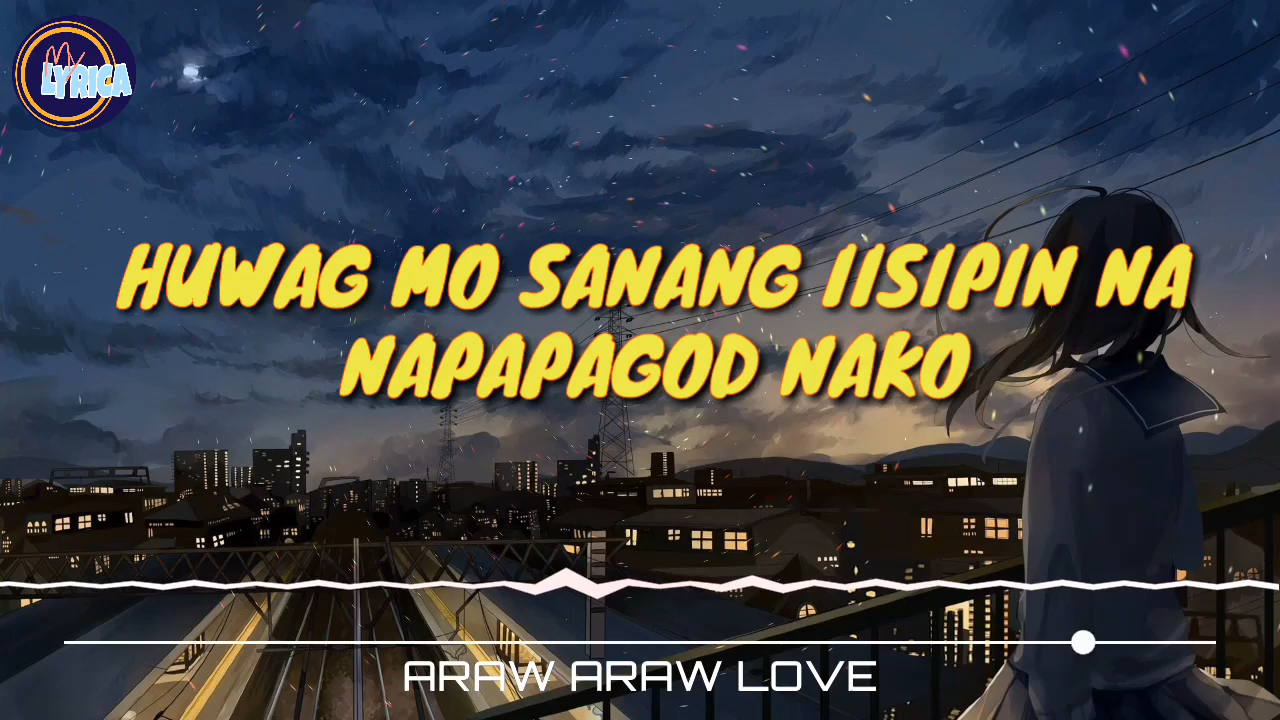 My
LYRICA
HUWAG MO SANANG IISIPIN NA
NAPAPAGOD NAKO
ARAW ARAW LOVE